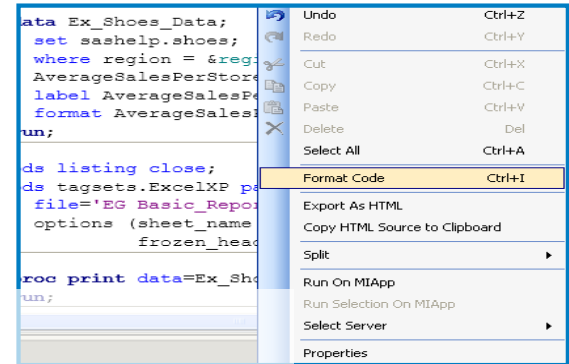 ata Ex_Shoes_Data;
set sashelp.shoes;
where region = &reg
AverageSalesPerStore
label AverageSalesP
format AverageSales
un;
ds listing close;
ds tagsets.ExcelXP pa
file='EG Basic_Repo
options (sheet_name
frozen_head
roc print data=Ex_Sho
un;
Undo Ctrl+Z
Redo Ctrl+Y
Cut Ctrl+X
Copy Ctrl+C
Paste Ctrl+V
Delete Del
Select All Ctrl+A
Format Code Ctrl+I
Export As HTML
Copy HTML Source to Clipboard
Split
Run On MIApp
Run Selection On MIApp
Select Server
Properties